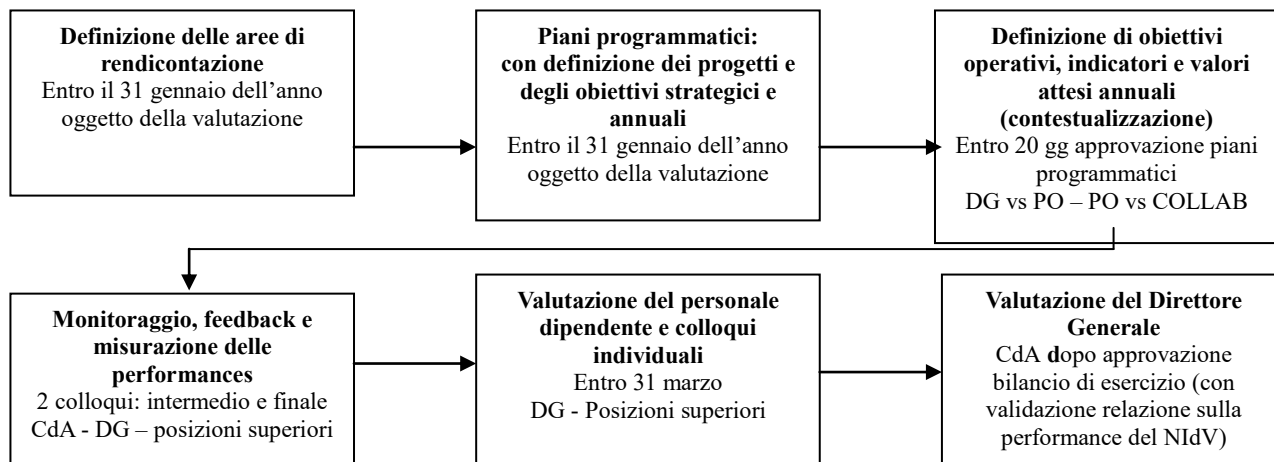 Definizione delle aree di
rendicontazione
Entro il 31 gennaio dell’anno
oggetto della valutazione
Piani programmatici:
con definizione dei progetti e
degli obiettivi strategici e
annuali
Entro il 31 gennaio dell’anno
oggetto della valutazione
Definizione di obiettivi
operativi, indicatori e valori
attesi annuali
(contestualizzazione)
Entro 20 gg approvazione piani
programmatici
DG vs PO – PO vs COLLAB
Monitoraggio, feedback e
misurazione delle
performances
2 colloqui: intermedio e finale
CdA - DG – posizioni superiori
Valutazione del personale
dipendente e colloqui
individuali
Entro 31 marzo
DG - Posizioni superiori
Valutazione del Direttore
Generale
CdA dopo approvazione
bilancio di esercizio (con
validazione relazione sulla
performance del NIdV)